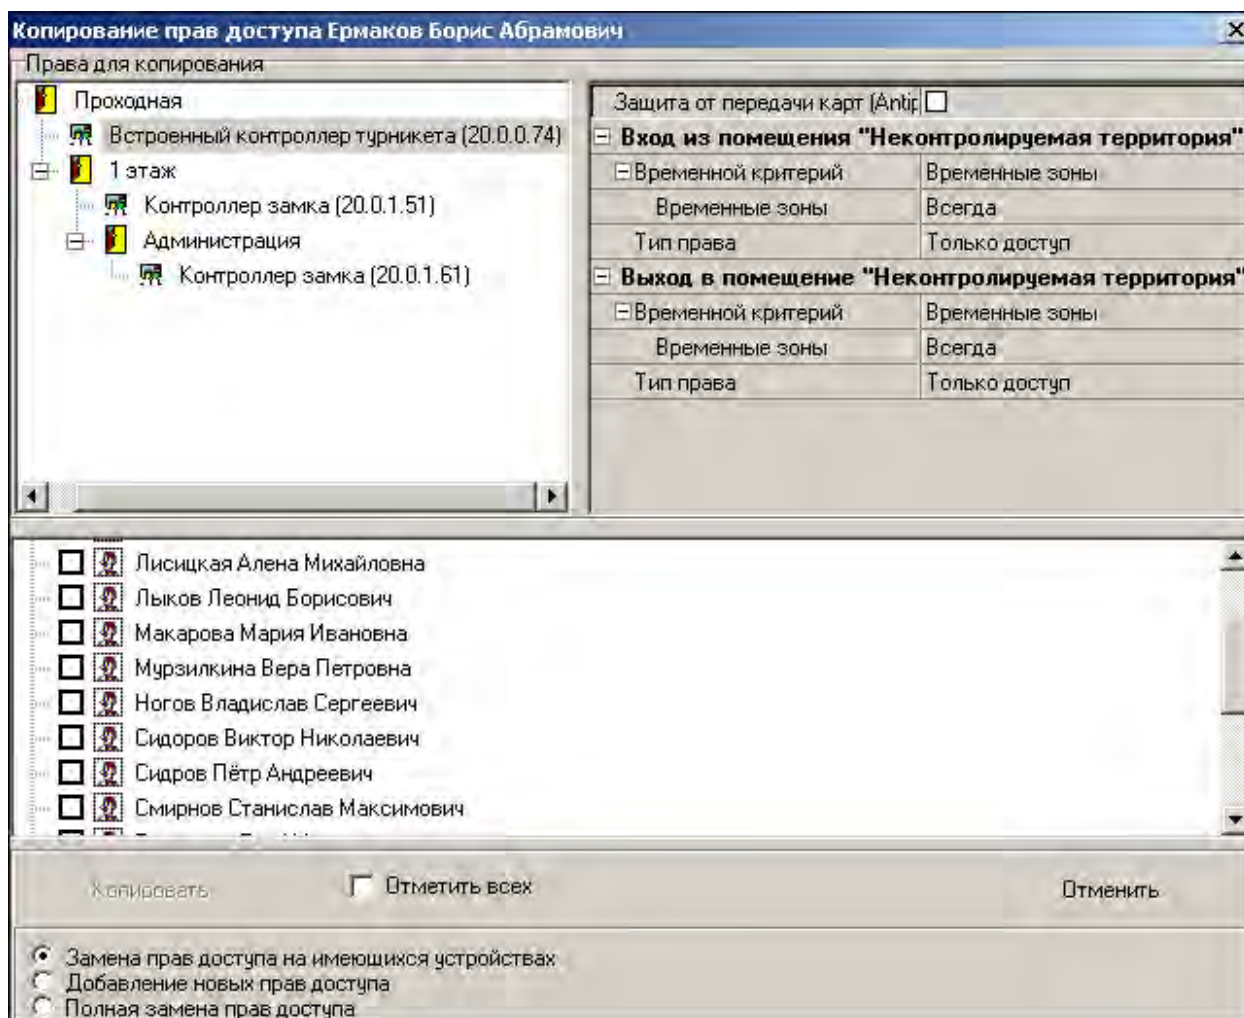 Копирование прав доступа Ермаков Борис Абрамович
Права для копирования
Проходная
Встроенный контроллер турникета (20.0.0.74)
1 этаж
Контроллер замка (20.0.1.51)
Администрация
Контроллер замка (20.0.1.61)
Защита от передачи карт (Antip
Вход из помещения "Неконтролируемая территория"
Временной критерий Временные зоны
Временные зоны Всегда
Тип права Только доступ
Выход в помещение "Неконтролируемая территория"
Временной критерий Временные зоны
Временные зоны Всегда
Тип права Только доступ
Лисицкая Алена Михайловна
Лыков Леонид Борисович
Макарова Мария Ивановна
Мурзилкина Вера Петровна
Ногов Владислав Сергеевич
Сидоров Виктор Николаевич
Сидров Пётр Андреевич
Смирнов Станислав Максимович
Копировать Отметить всех Отменить
Замена прав доступа на имеющихся устройствах
Добавление новых прав доступа
Полная замена прав доступа